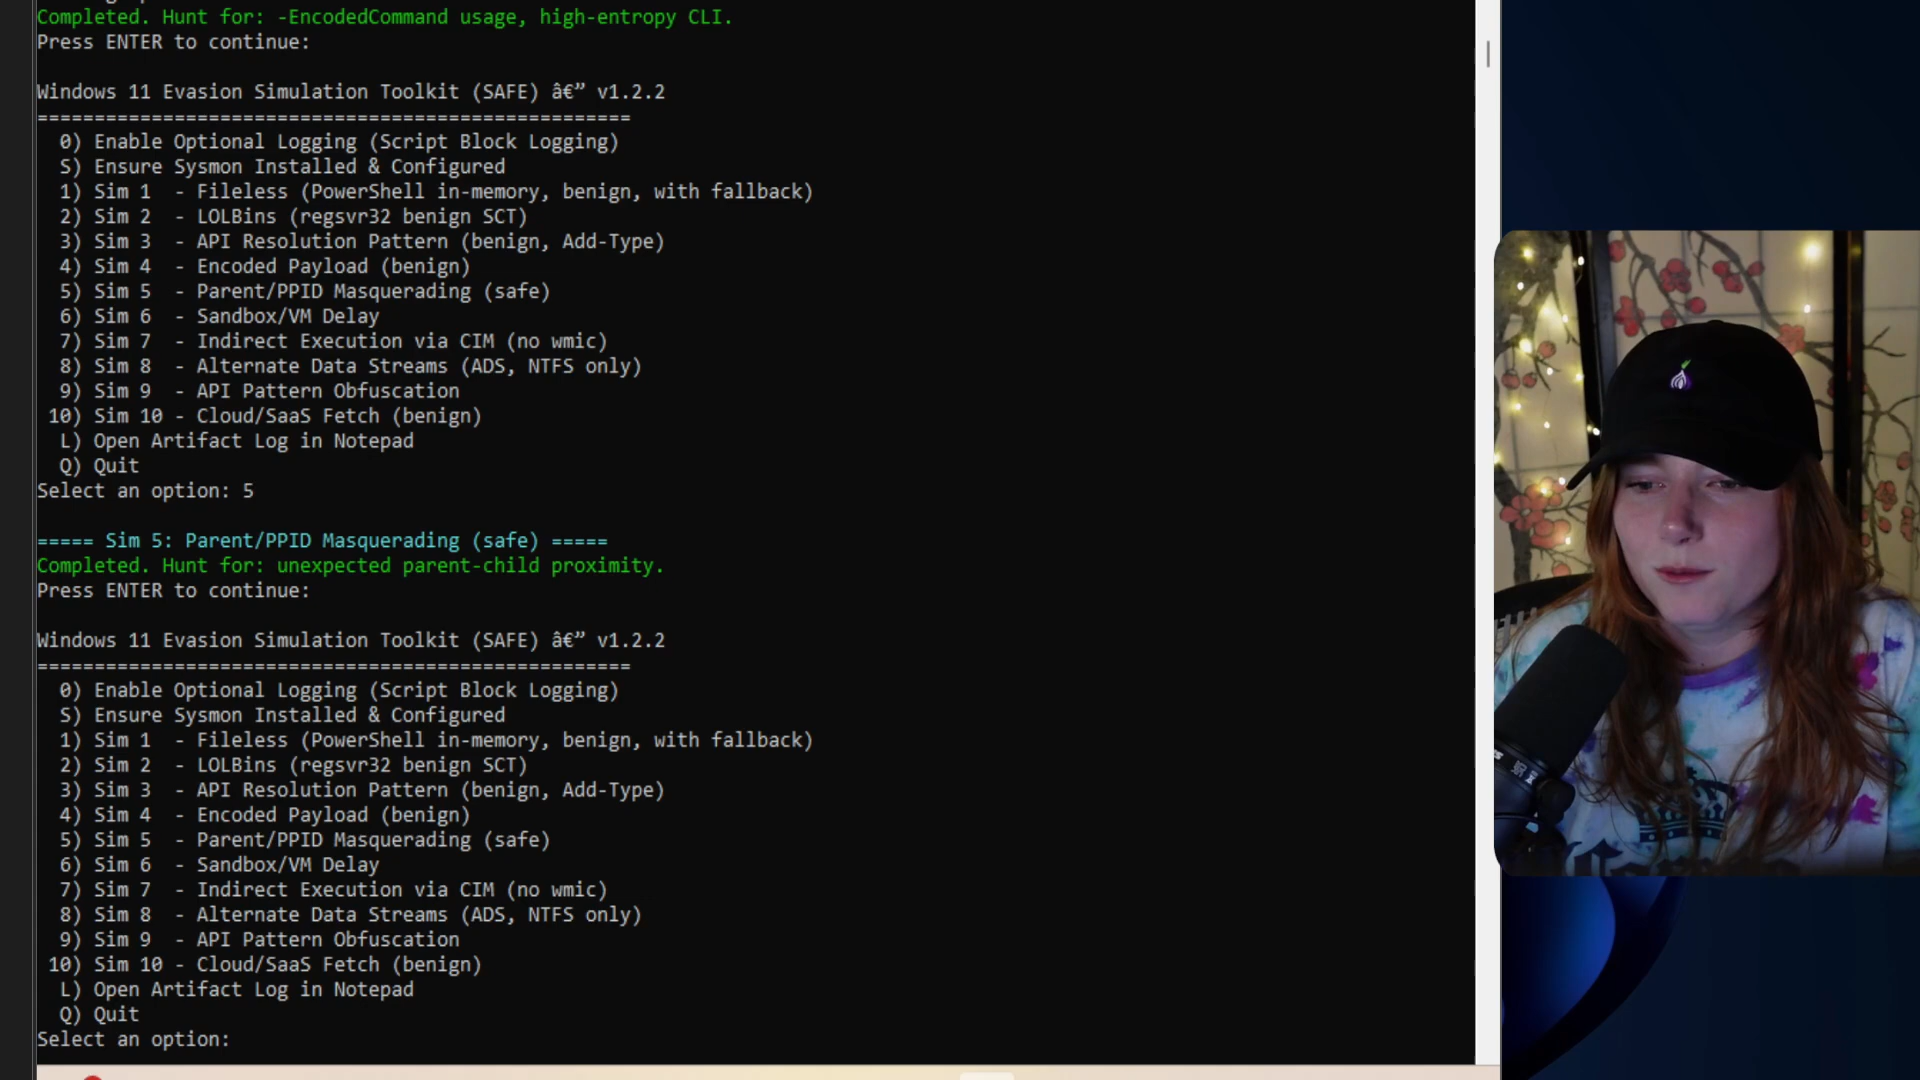 Completed. Hunt for: -EncodedCommand usage, high-entropy CLI.
Press ENTER to continue:
Windows 11 Evasion Simulation Toolkit (SAFE) â€” v1.2.2
====================================================
0) Enable Optional Logging (Script Block Logging)
S) Ensure Sysmon Installed & Configured
1) Sim 1  - Fileless (PowerShell in-memory, benign, with fallback)
2) Sim 2  - LOLBins (regsvr32 benign SCT)
3) Sim 3  - API Resolution Pattern (benign, Add-Type)
4) Sim 4  - Encoded Payload (benign)
5) Sim 5  - Parent/PPID Masquerading (safe)
6) Sim 6  - Sandbox/VM Delay
7) Sim 7  - Indirect Execution via CIM (no wmic)
8) Sim 8  - Alternate Data Streams (ADS, NTFS only)
9) Sim 9  - API Pattern Obfuscation
10) Sim 10 - Cloud/SaaS Fetch (benign)
L) Open Artifact Log in Notepad
Q) Quit
Select an option: 5
===== Sim 5: Parent/PPID Masquerading (safe) =====
Completed. Hunt for: unexpected parent-child proximity.
Press ENTER to continue:
Windows 11 Evasion Simulation Toolkit (SAFE) â€” v1.2.2
====================================================
0) Enable Optional Logging (Script Block Logging)
S) Ensure Sysmon Installed & Configured
1) Sim 1  - Fileless (PowerShell in-memory, benign, with fallback)
2) Sim 2  - LOLBins (regsvr32 benign SCT)
3) Sim 3  - API Resolution Pattern (benign, Add-Type)
4) Sim 4  - Encoded Payload (benign)
5) Sim 5  - Parent/PPID Masquerading (safe)
6) Sim 6  - Sandbox/VM Delay
7) Sim 7  - Indirect Execution via CIM (no wmic)
8) Sim 8  - Alternate Data Streams (ADS, NTFS only)
9) Sim 9  - API Pattern Obfuscation
10) Sim 10 - Cloud/SaaS Fetch (benign)
L) Open Artifact Log in Notepad
Q) Quit
Select an option: